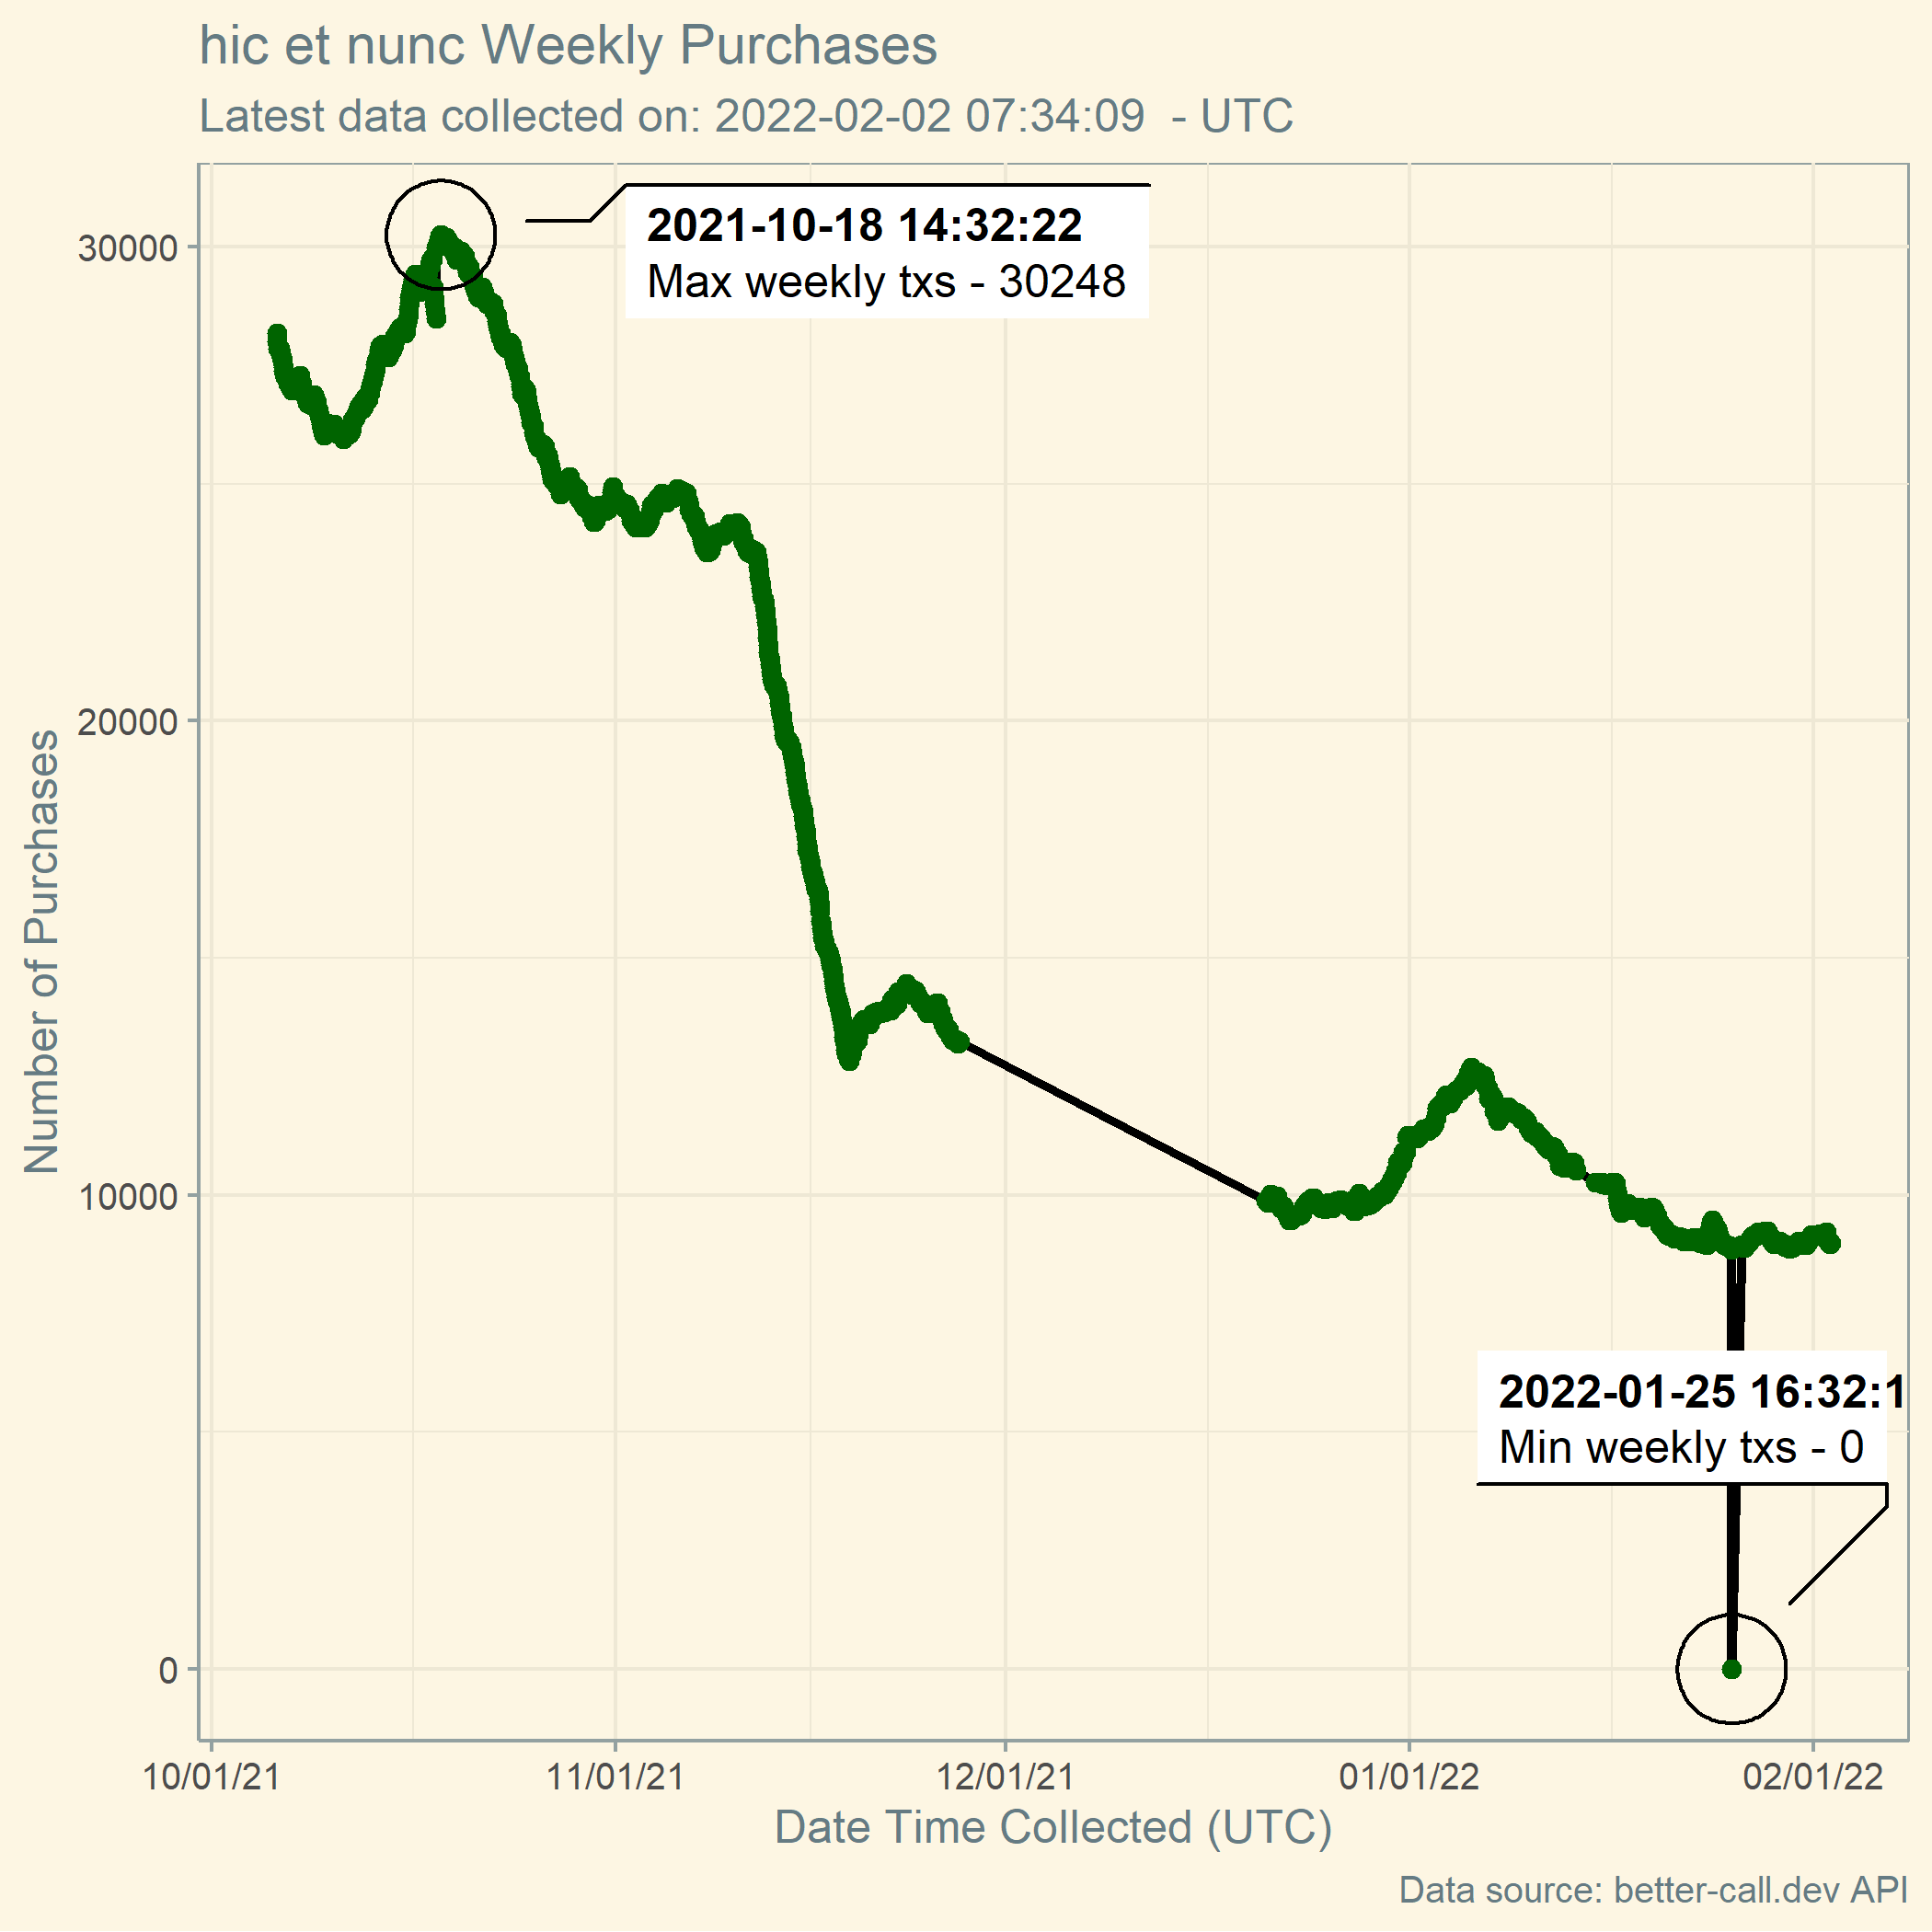 hic et nunc Weekly Purchases
Latest data collected on: 2022-02-02 07:34:09  - UTC
2021-10-18 14:32:22
Max weekly txs - 30248
30000
20000
10000
0
Number of Purchases
2022-01-25 16:32:1
Min weekly txs - 0
10/01/21
11/01/21
12/01/21
01/01/22
02/01/22
Date Time Collected (UTC)
Data source: better-call.dev API